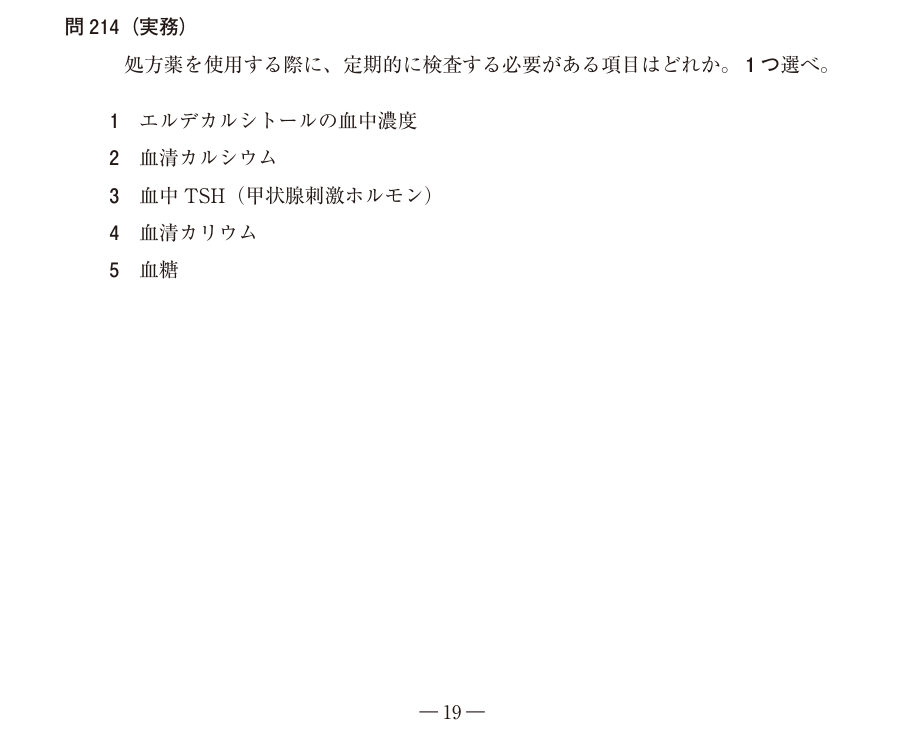 問 214（実務）
処方薬を使用する際に、定期的に検査する必要がある項目はどれか。1つ選べ。
1 エルデカルシトールの血中濃度
2 血清カルシウム
3 血中 TSH（甲状腺刺激ホルモン）
4 血清カリウム
5 血糖
― 19 ―